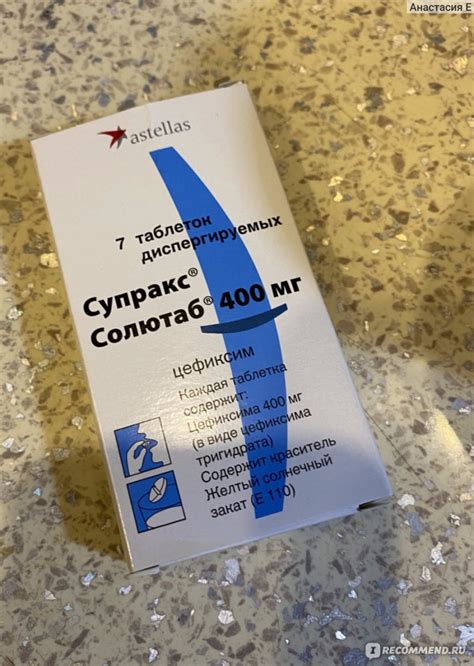 Анастасия Е
astellas
7 таблеток
диспергируемых
Супракс®
Солютаб® 400 мг
цефиксим
Каждая таблетка
содержит:
Цефиксима 400 мг
(в виде цефиксима
тригидрата)
Содержит краситель
Желтый солнечный
закат (Е 110)
IRECOMMEND.RU